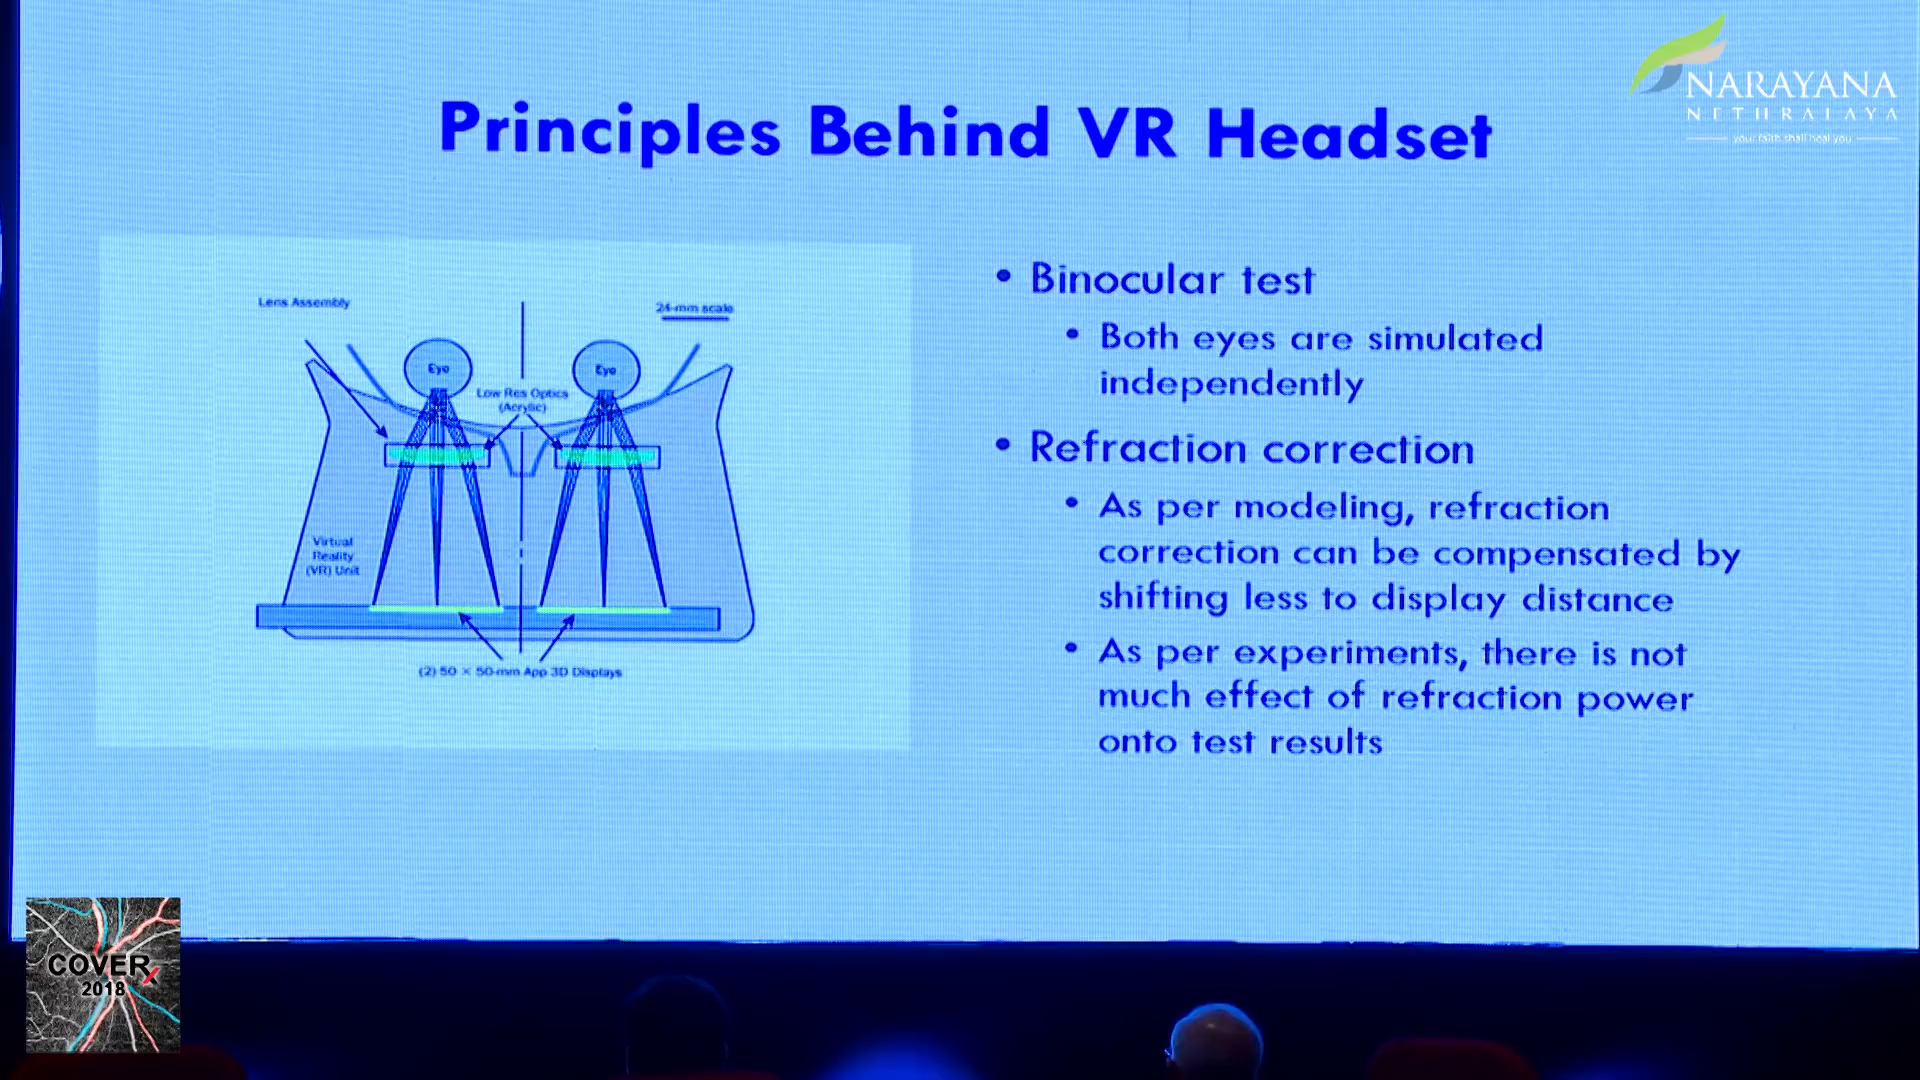 NARAYANA
NETHRALAYA
your faith shall heal you
Principles Behind VR Headset
Lens Assembly
24-mm scale
Eye
Eye
Low Res Optics
(Acrylic)
Virtual
Reality
(VR) Unit
(2) 50 × 50-mm App 3D Displays
• Binocular test
• Both eyes are simulated
independently
• Refraction correction
• As per modeling, refraction
correction can be compensated by
shifting less to display distance
• As per experiments, there is not
much effect of refraction power
onto test results
COVERx
2018